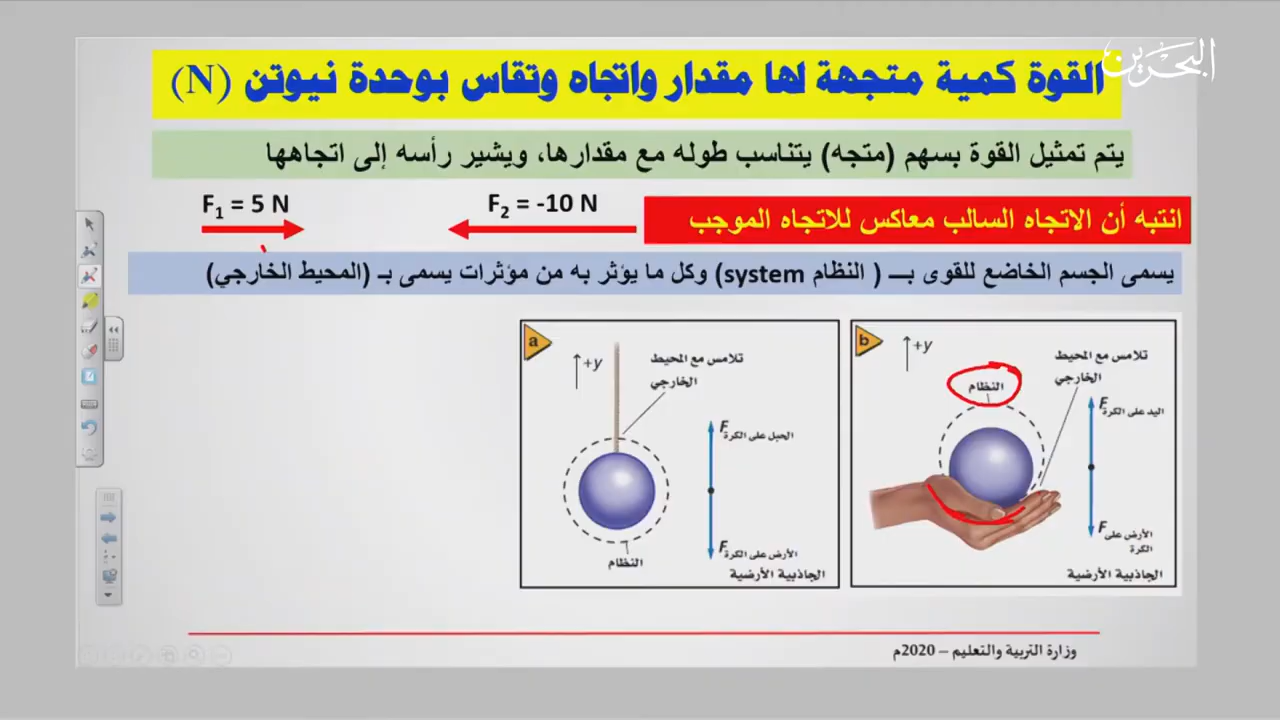 البحرين
القوة كمية متجهة لها مقدار واتجاه وتقاس بوحدة نيوتن (N)
يتم تمثيل القوة بسهم (متجه) يتناسب طوله مع مقدارها، ويشير رأسه إلى اتجاهها
انتبه أن الاتجاه السالب معاكس للاتجاه الموجب
F2 = -10 N
F1 = 5 N
يسمى الجسم الخاضع للقوى بـــ ( النظام system) وكل ما يؤثر به من مؤثرات يسمى بـ (المحيط الخارجي)
b
+y
تلامس مع المحيط
الخارجي
النظام
F اليد على الكرة
F الأرض على
الكرة
الجاذبية الأرضية
a
+y
تلامس مع المحيط
الخارجي
F الحبل على الكرة
F الأرض على الكرة
النظام
الجاذبية الأرضية
وزارة التربية والتعليم – 2020م